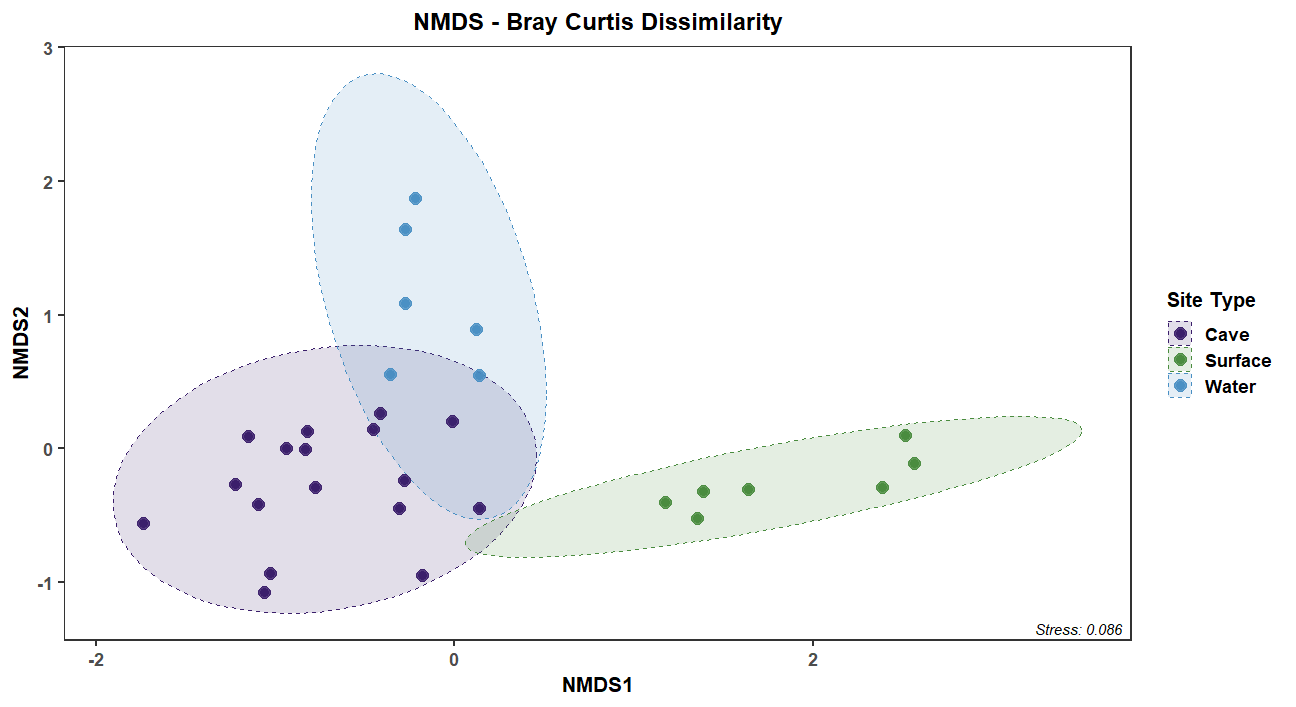 NMDS - Bray Curtis Dissimilarity
NMDS2
3
2
1
0
-1
-2
0
2
NMDS1
Stress: 0.086
Site Type
Cave
Surface
Water